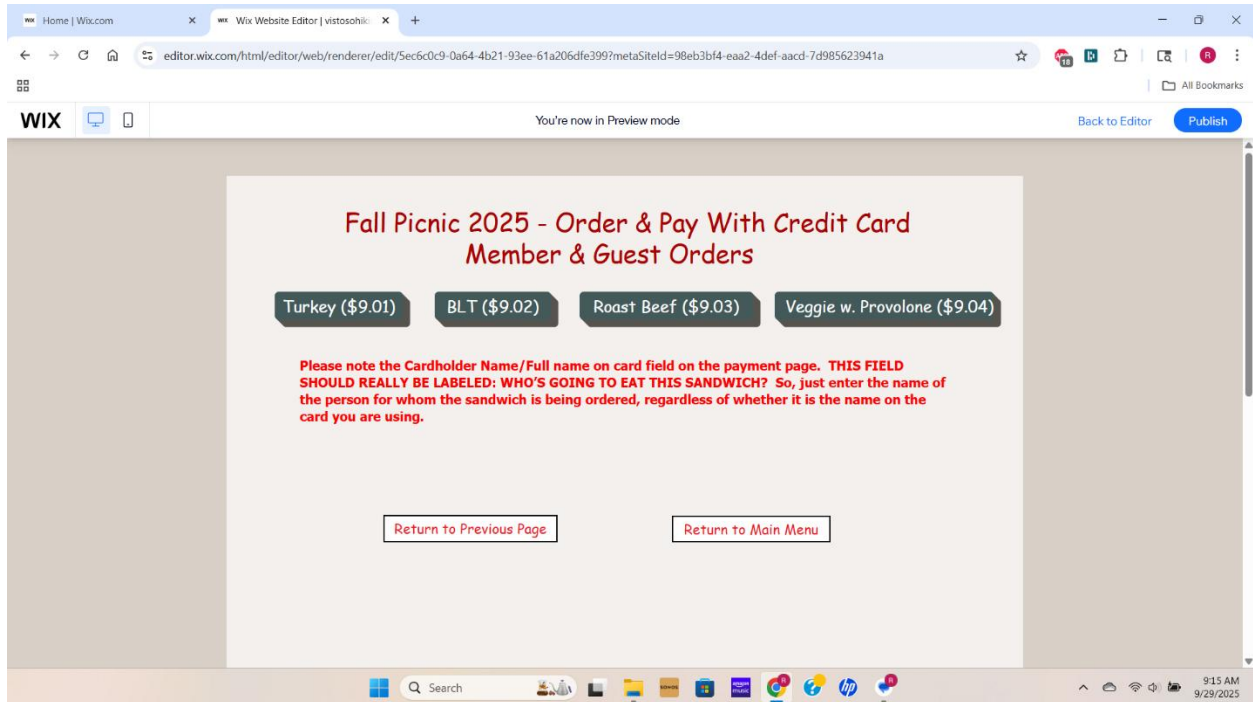 Home | Wix.com
Wix Website Editor | vistosohik
editor.wix.com/html/editor/web/renderer/edit/5ec6c0c9-0a64-4b21-93ee-61a206dfe399?metaSiteId=98eb3bf4-eaa2-4def-aacd-7d985623941a
18
R
All Bookmarks
WIX
You're now in Preview mode
Back to Editor
Publish
Fall Picnic 2025 - Order & Pay With Credit Card
Member & Guest Orders
Turkey ($9.01) BLT ($9.02) Roast Beef ($9.03) Veggie w. Provolone ($9.04)
Please note the Cardholder Name/Full name on card field on the payment page. THIS FIELD
SHOULD REALLY BE LABELED: WHO'S GOING TO EAT THIS SANDWICH? So, just enter the name of
the person for whom the sandwich is being ordered, regardless of whether it is the name on the
card you are using.
Return to Previous Page Return to Main Menu
Search
SONOS
amazon music
hp
9:15 AM
9/29/2025